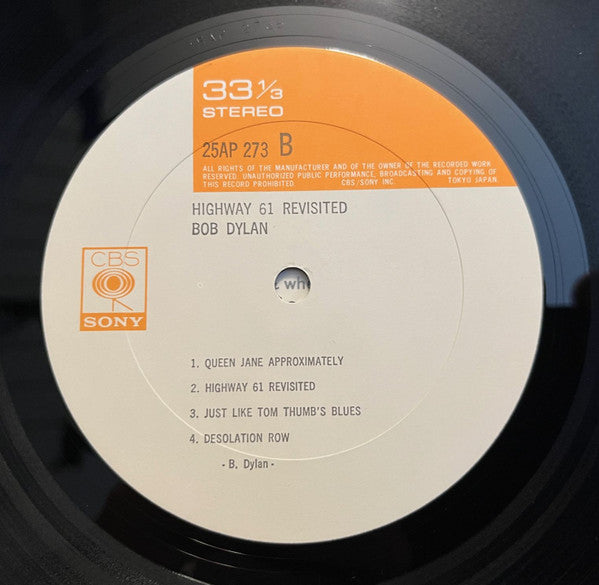 33 1/3
STEREO
25AP 273 B
ALL RIGHTS OF THE MANUFACTURER AND OF THE OWNER OF THE RECORDED WORK
RESERVED. UNAUTHORIZED PUBLIC PERFORMANCE, BROADCASTING AND COPYING OF
THIS RECORD PROHIBITED. CBS/SONY INC. TOKYO JAPAN
HIGHWAY 61 REVISITED
BOB DYLAN
CBS
SONY
1. QUEEN JANE APPROXIMATELY
2. HIGHWAY 61 REVISITED
3. JUST LIKE TOM THUMB'S BLUES
4. DESOLATION ROW
- B. Dylan -